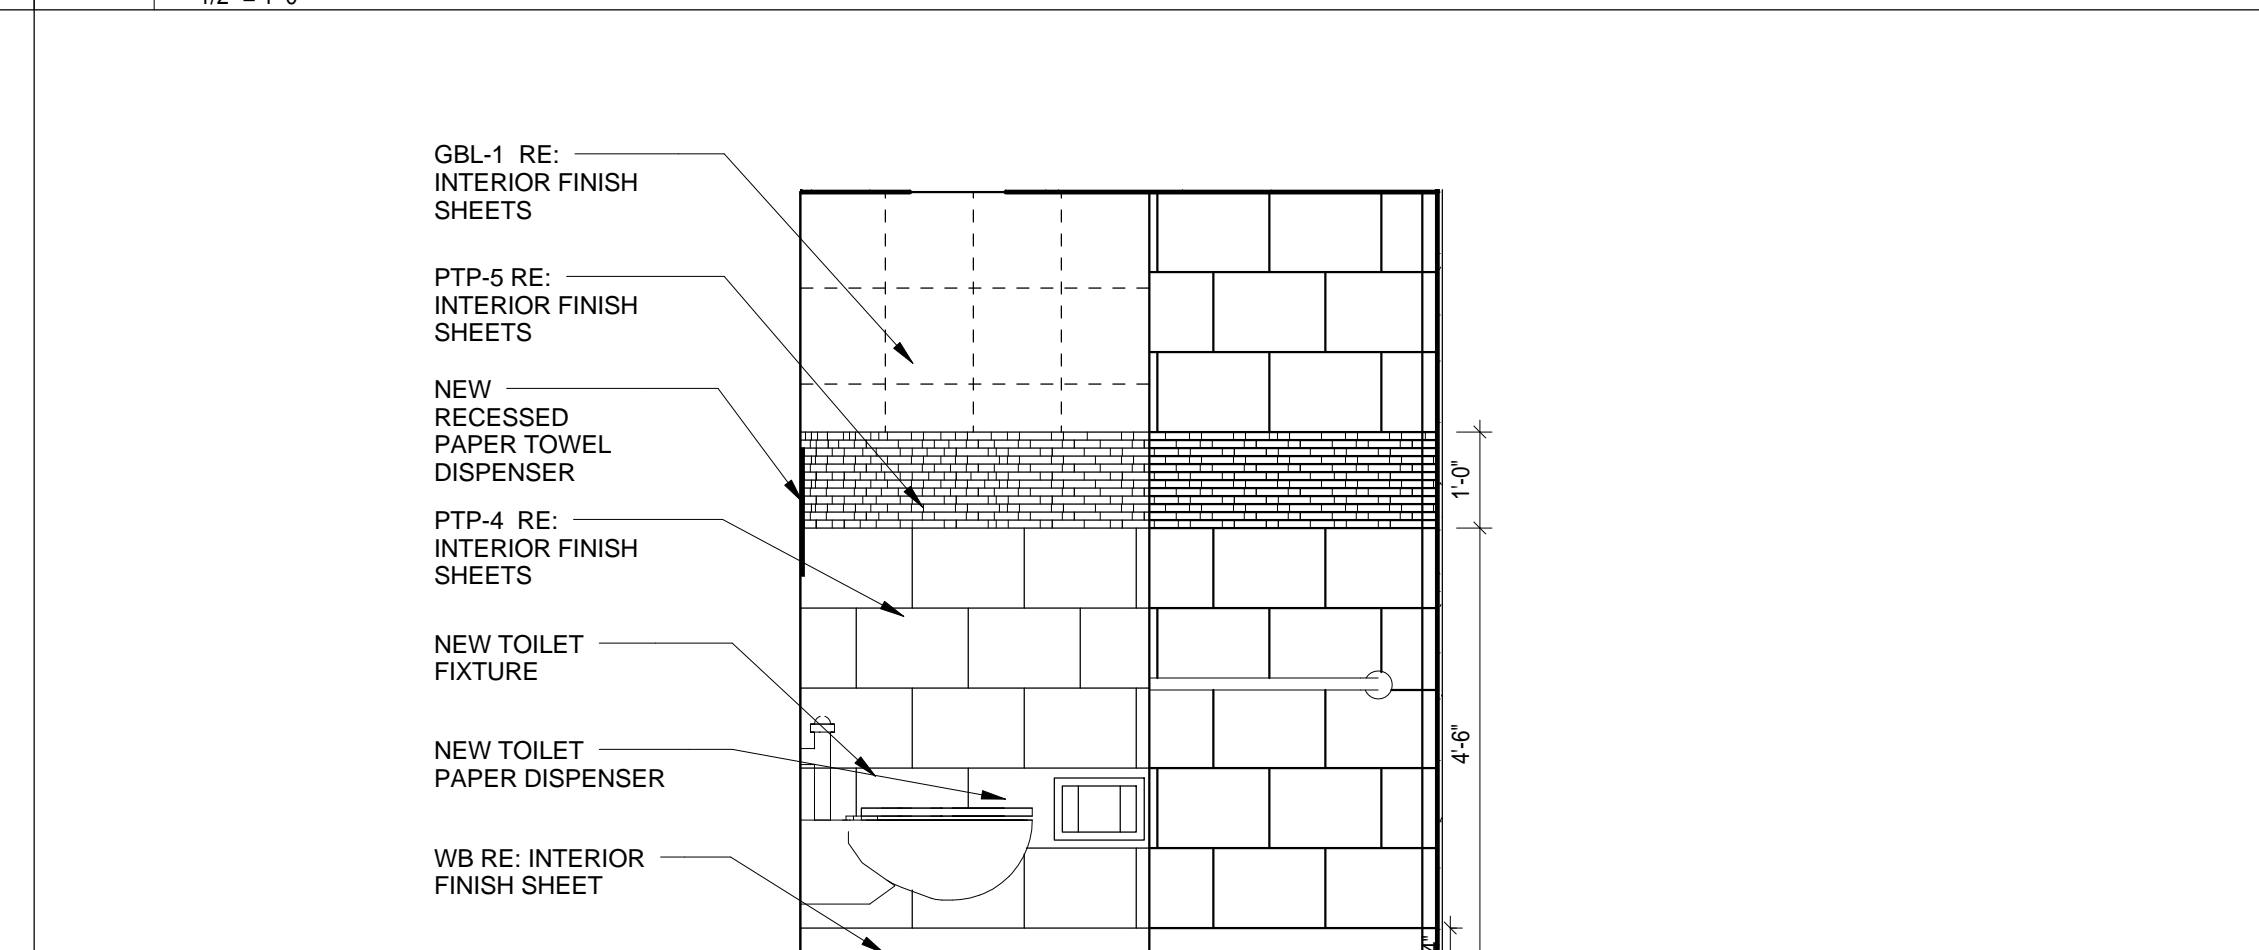 GBL-1 RE:
INTERIOR FINISH
SHEETS
PTP-5 RE:
INTERIOR FINISH
SHEETS
NEW
RECESSED
PAPER TOWEL
DISPENSER
1'-0"
PTP-4 RE:
INTERIOR FINISH
SHEETS
NEW TOILET
FIXTURE
4'-6"
NEW TOILET
PAPER DISPENSER
WB RE: INTERIOR
FINISH SHEET